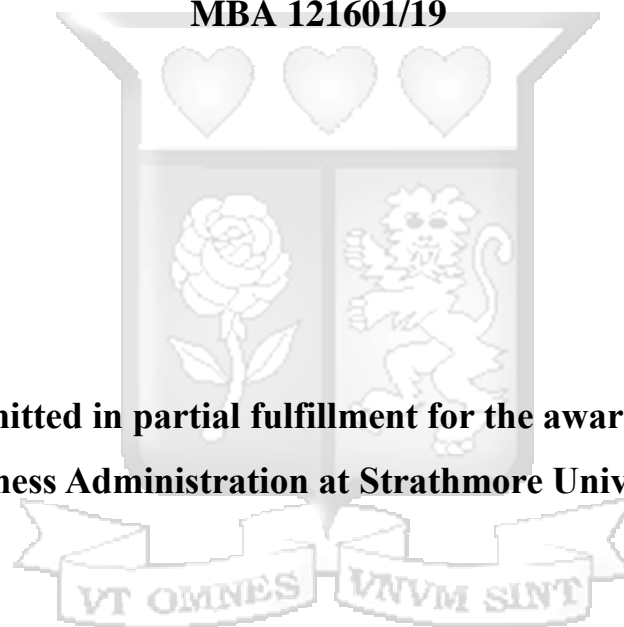 MBA 121601/19
mitted in partial fulfillment for the awar
ness Administration at Strathmore Univ
VT OMNES VNVM SINT